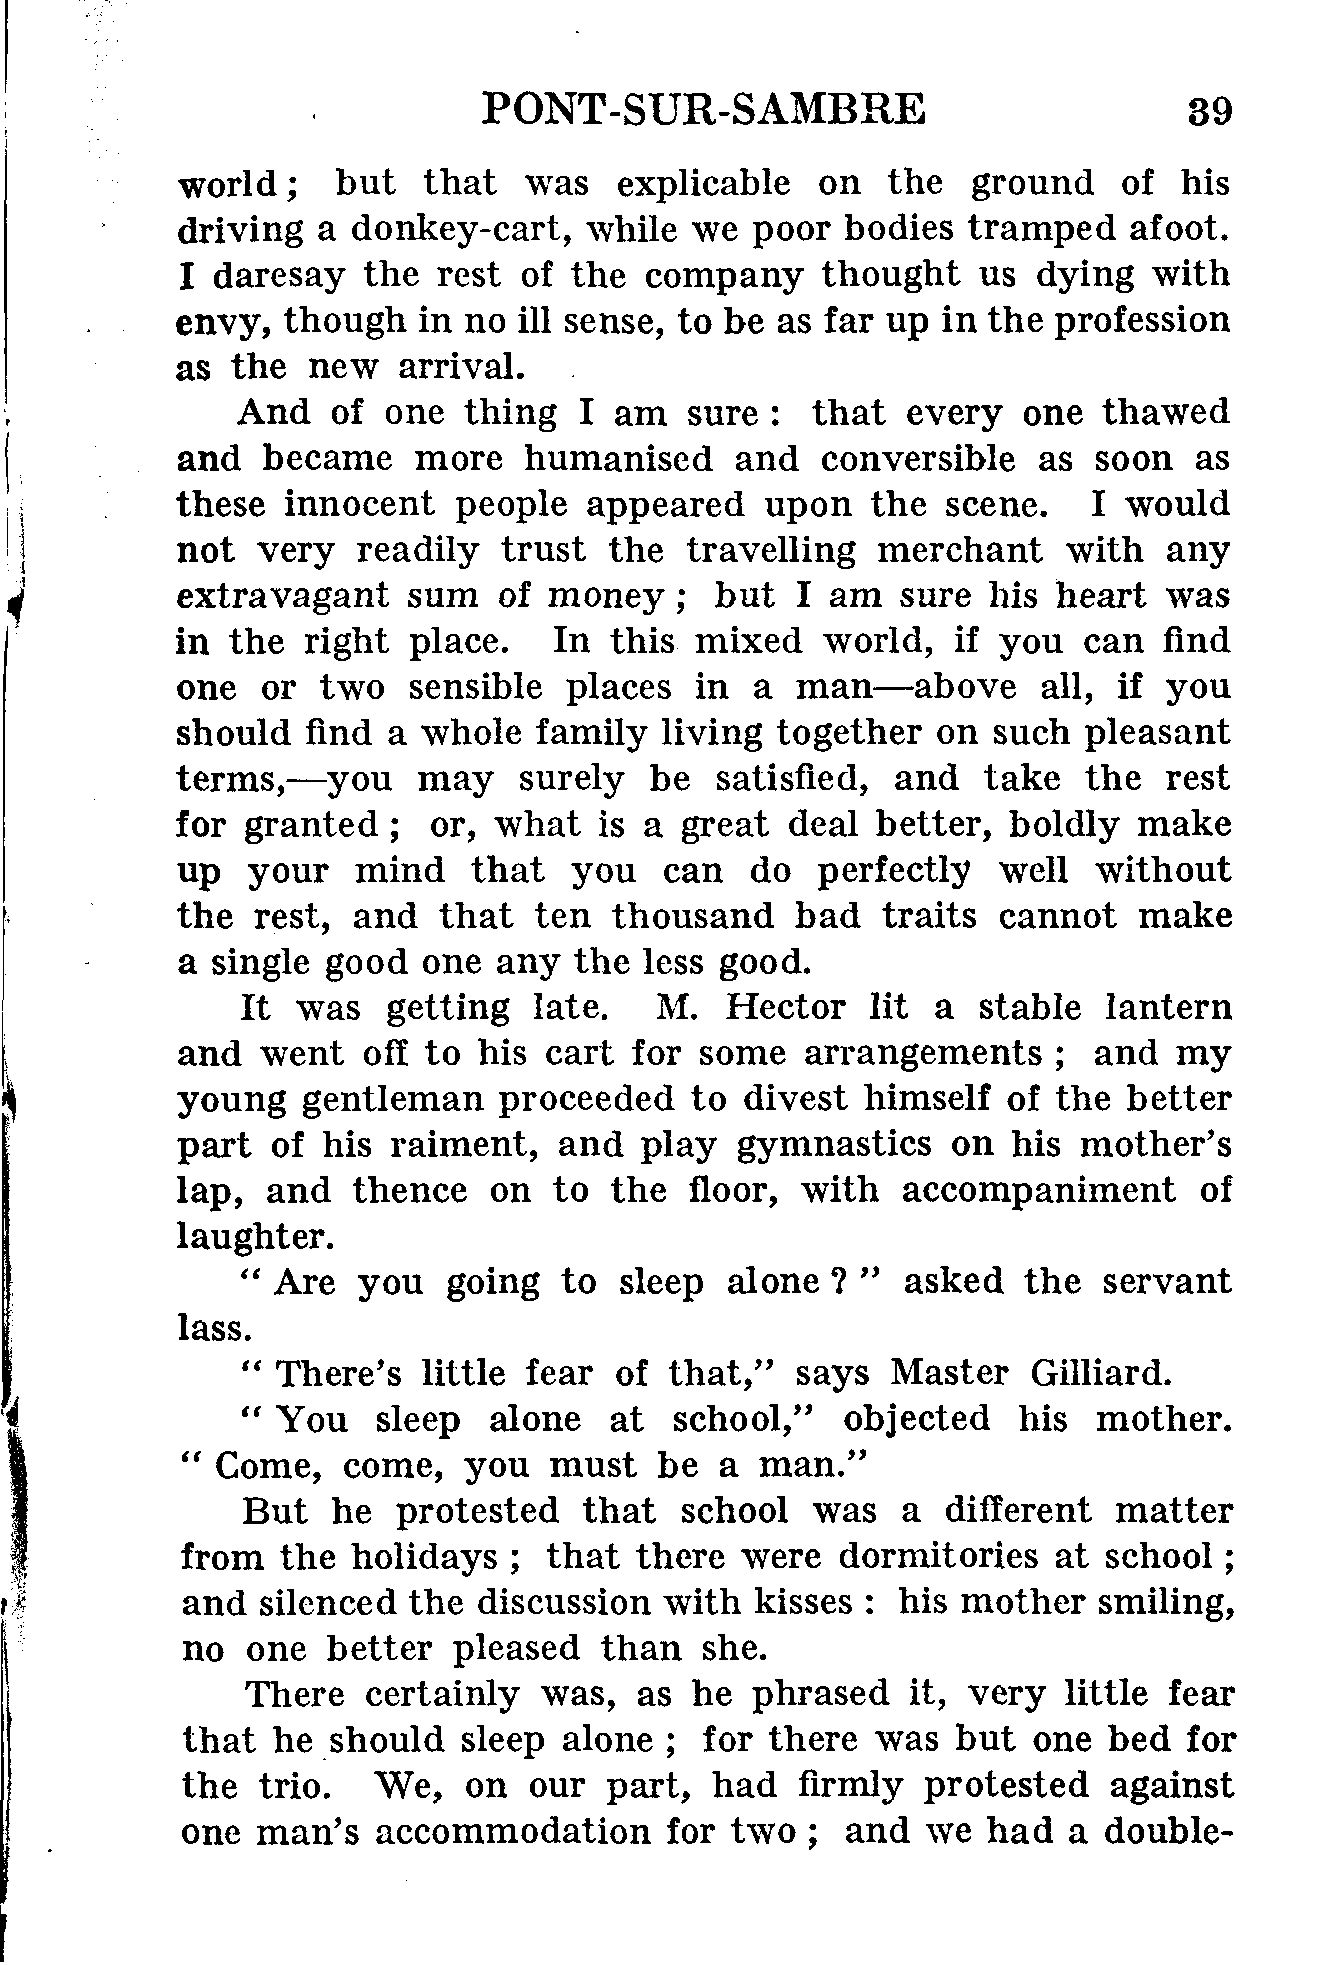 PONT-SUR-SAMBRE 39
world ; but that was explicable on the ground of his
driving a donkey-cart, while we poor bodies tramped afoot.
I daresay the rest of the company thought us dying with
envy, though in no ill sense, to be as far up in the profession
as the new arrival.
And of one thing I am sure : that every one thawed
and became more humanised and conversible as soon as
these innocent people appeared upon the scene. I would
not very readily trust the travelling merchant with any
extravagant sum of money ; but I am sure his heart was
in the right place. In this mixed world, if you can find
one or two sensible places in a man—above all, if you
should find a whole family living together on such pleasant
terms,—you may surely be satisfied, and take the rest
for granted ; or, what is a great deal better, boldly make
up your mind that you can do perfectly well without
the rest, and that ten thousand bad traits cannot make
a single good one any the less good.
It was getting late. M. Hector lit a stable lantern
and went off to his cart for some arrangements ; and my
young gentleman proceeded to divest himself of the better
part of his raiment, and play gymnastics on his mother's
lap, and thence on to the floor, with accompaniment of
laughter.
" Are you going to sleep alone ? " asked the servant
lass.
" There's little fear of that," says Master Gilliard.
" You sleep alone at school," objected his mother.
" Come, come, you must be a man."
But he protested that school was a different matter
from the holidays ; that there were dormitories at school ;
and silenced the discussion with kisses : his mother smiling,
no one better pleased than she.
There certainly was, as he phrased it, very little fear
that he should sleep alone ; for there was but one bed for
the trio. We, on our part, had firmly protested against
one man's accommodation for two ; and we had a double-